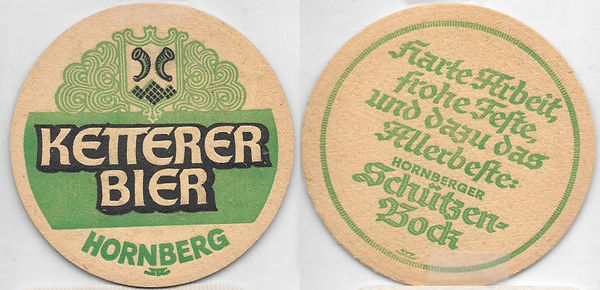 KETTERER
BIER
HORNBERG
Harte Arbeit,
frohe Feste,
und dazu das
Allerbeste:
HORNBERGER
Schützen-
Bock